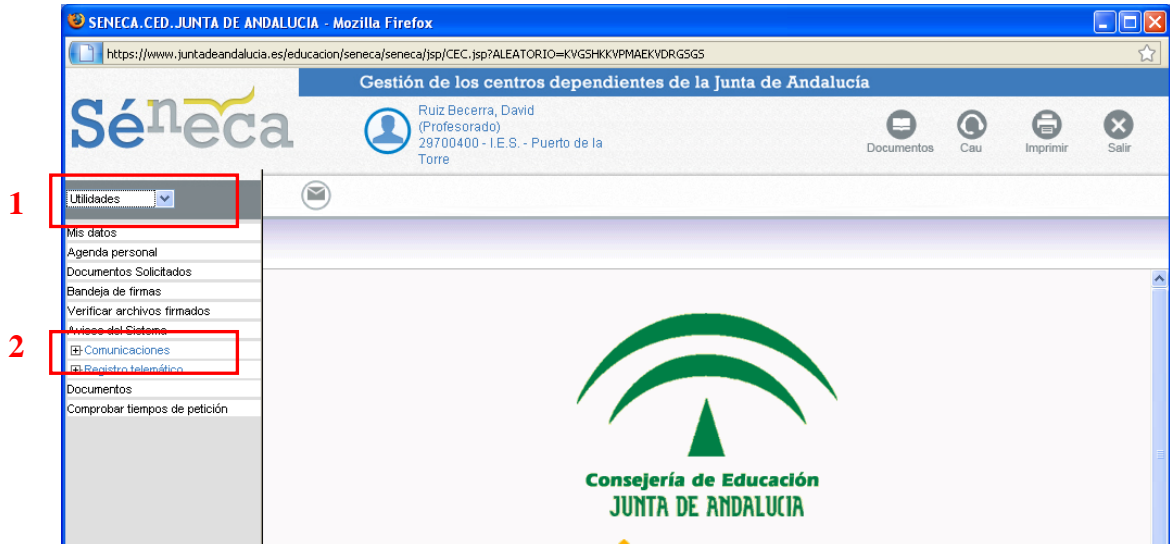 SENECA.CED.JUNTA DE ANDALUCIA - Mozilla Firefox
https://www.juntadeandalucia.es/educacion/seneca/seneca/jsp/CEC.jsp?ALEATORIO=KVGSHKKVPMAEKVDRGSGS
Gestión de los centros dependientes de la Junta de Andalucía
Séneca
Ruiz Becerra, David
(Profesorado)
29700400 - I.E.S. - Puerto de la
Torre
Documentos
Cau
Imprimir
Salir
1
Utilidades
Mis datos
Agenda personal
Documentos Solicitados
Bandeja de firmas
Verificar archivos firmados
Avisos del Sistema
2
Comunicaciones
Registro telemático
Documentos
Comprobar tiempos de petición
Consejería de Educación
JUNTA DE ANDALUCIA